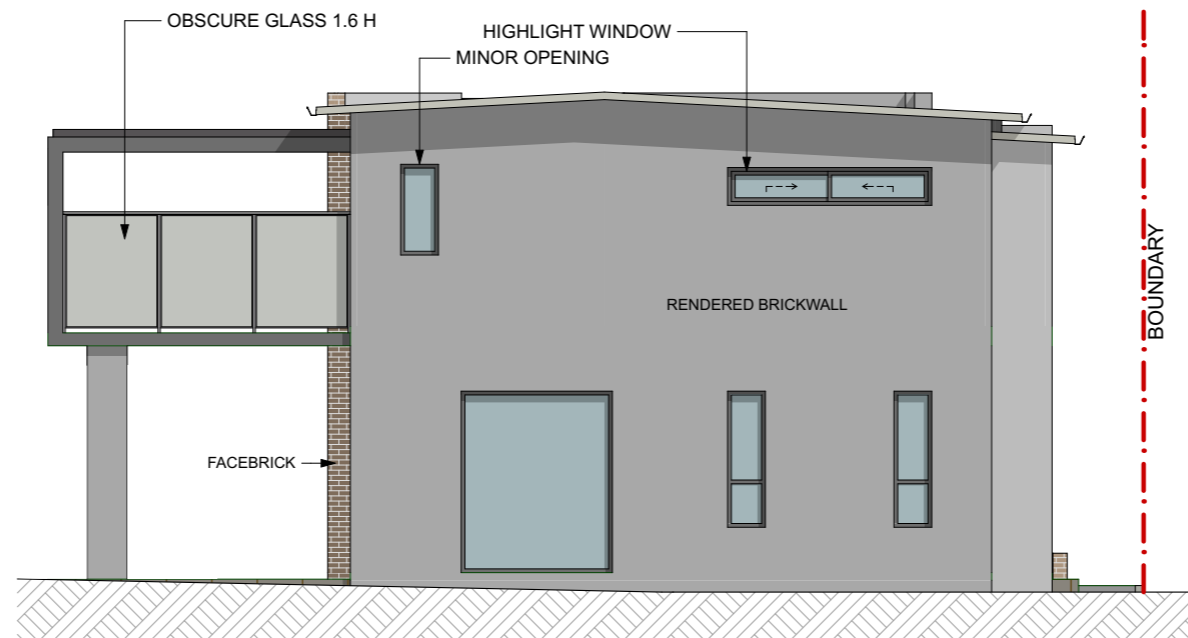 OBSCURE GLASS 1.6 H
HIGHLIGHT WINDOW
MINOR OPENING
BOUNDARY
RENDERED BRICKWALL
FACEBRICK